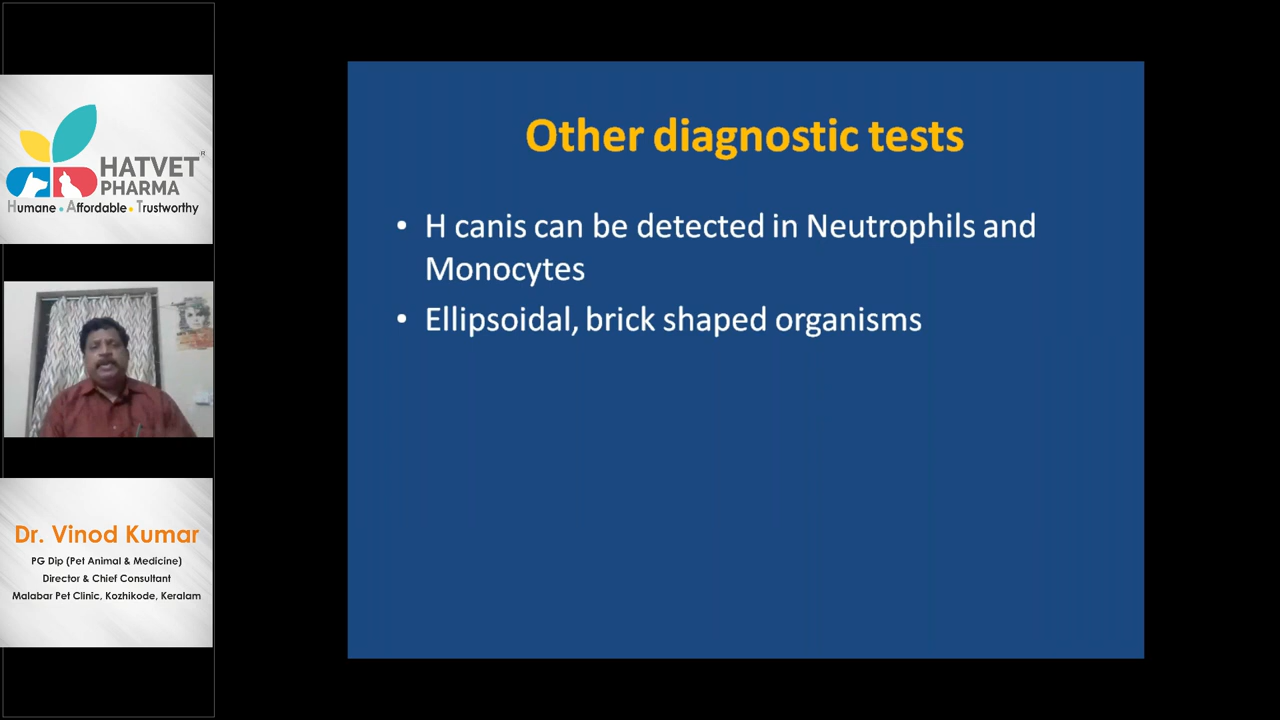 HATVET®
PHARMA
Humane • Affordable • Trustworthy
Dr. Vinod Kumar
PG Dip (Pet Animal & Medicine)
Director & Chief Consultant
Malabar Pet Clinic, Kozhikode, Keralam
Other diagnostic tests
• H canis can be detected in Neutrophils and
Monocytes
• Ellipsoidal, brick shaped organisms